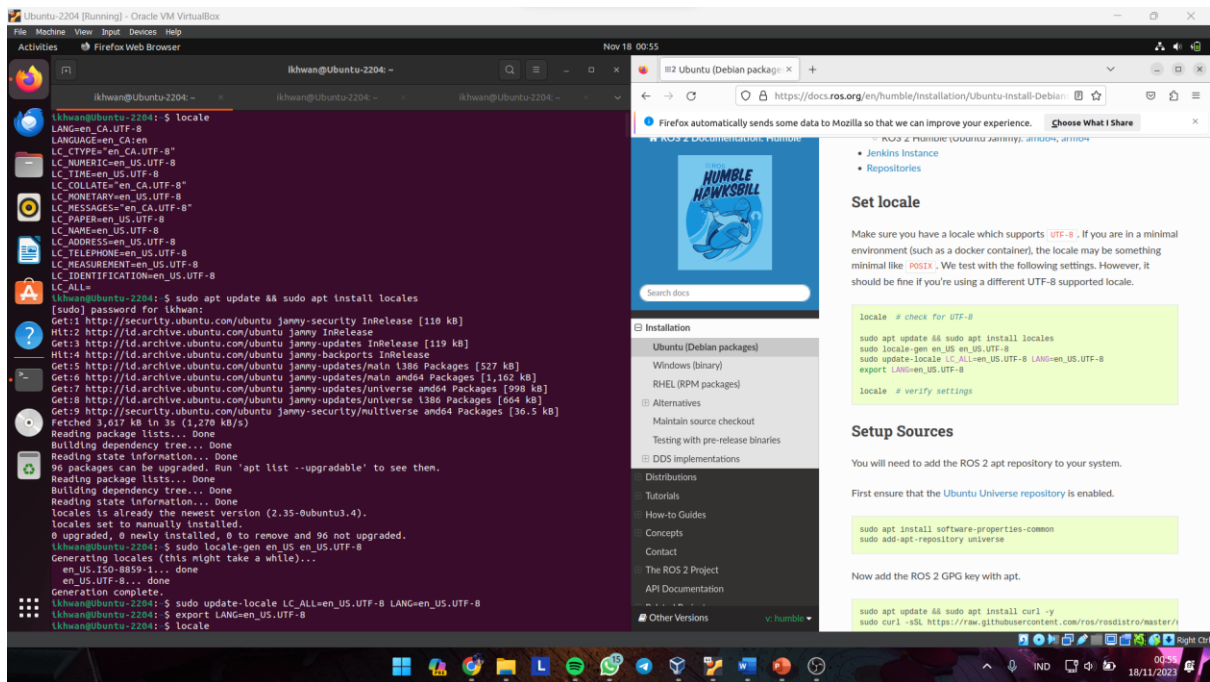 Ubuntu-2204 [Running] - Oracle VM VirtualBox
File Machine View Input Devices Help
Activities Firefox Web Browser Nov 18 00:55
ikhwan@Ubuntu-2204: ~
ikhwan@Ubuntu-2204: ~ × ikhwan@Ubuntu-2204: ~ × ikhwan@Ubuntu-2204: ~ ×
ikhwan@Ubuntu-2204:~$ locale
LANG=en_CA.UTF-8
LANGUAGE=en_CA:en
LC_CTYPE="en_CA.UTF-8"
LC_NUMERIC=en_US.UTF-8
LC_TIME=en_US.UTF-8
LC_COLLATE="en_CA.UTF-8"
LC_MONETARY=en_US.UTF-8
LC_MESSAGES="en_CA.UTF-8"
LC_PAPER=en_US.UTF-8
LC_NAME=en_US.UTF-8
LC_ADDRESS=en_US.UTF-8
LC_TELEPHONE=en_US.UTF-8
LC_MEASUREMENT=en_US.UTF-8
LC_IDENTIFICATION=en_US.UTF-8
LC_ALL=
ikhwan@Ubuntu-2204:~$ sudo apt update && sudo apt install locales
[sudo] password for ikhwan:
Get:1 http://security.ubuntu.com/ubuntu jammy-security InRelease [110 kB]
Hit:2 http://id.archive.ubuntu.com/ubuntu jammy InRelease
Get:3 http://id.archive.ubuntu.com/ubuntu jammy-updates InRelease [119 kB]
Hit:4 http://id.archive.ubuntu.com/ubuntu jammy-backports InRelease
Get:5 http://id.archive.ubuntu.com/ubuntu jammy-updates/main i386 Packages [527 kB]
Get:6 http://id.archive.ubuntu.com/ubuntu jammy-updates/main amd64 Packages [1,162 kB]
Get:7 http://id.archive.ubuntu.com/ubuntu jammy-updates/universe amd64 Packages [998 kB]
Get:8 http://id.archive.ubuntu.com/ubuntu jammy-updates/universe i386 Packages [664 kB]
Get:9 http://security.ubuntu.com/ubuntu jammy-security/multiverse amd64 Packages [36.5 kB]
Fetched 3,617 kB in 3s (1,270 kB/s)
Reading package lists... Done
Building dependency tree... Done
Reading state information... Done
96 packages can be upgraded. Run 'apt list --upgradable' to see them.
Reading package lists... Done
Building dependency tree... Done
Reading state information... Done
locales is already the newest version (2.35-0ubuntu3.4).
locales set to manually installed.
0 upgraded, 0 newly installed, 0 to remove and 96 not upgraded.
ikhwan@Ubuntu-2204:~$ sudo locale-gen en_US en_US.UTF-8
Generating locales (this might take a while)...
en_US.ISO-8859-1... done
en_US.UTF-8... done
Generation complete.
ikhwan@Ubuntu-2204:~$ sudo update-locale LC_ALL=en_US.UTF-8 LANG=en_US.UTF-8
ikhwan@Ubuntu-2204:~$ export LANG=en_US.UTF-8
ikhwan@Ubuntu-2204:~$ locale
Ubuntu (Debian package ×
https://docs.ros.org/en/humble/Installation/Ubuntu-Install-Debian
Firefox automatically sends some data to Mozilla so that we can improve your experience. Choose What I Share
ROS 2 Documentation: Humble
HUMBLE
HAWKSBILL
Search docs
Installation
Ubuntu (Debian packages)
Windows (binary)
RHEL (RPM packages)
Alternatives
Maintain source checkout
Testing with pre-release binaries
DDS implementations
Distributions
Tutorials
How-to Guides
Concepts
Contact
The ROS 2 Project
API Documentation
Other Versions v: humble
ROS 2 Humble (Ubuntu Jammy): amd64, arm64
Jenkins Instance
Repositories
Set locale
Make sure you have a locale which supports UTF-8 . If you are in a minimal
environment (such as a docker container), the locale may be something
minimal like POSIX . We test with the following settings. However, it
should be fine if you're using a different UTF-8 supported locale.
locale # check for UTF-8
sudo apt update && sudo apt install locales
sudo locale-gen en_US en_US.UTF-8
sudo update-locale LC_ALL=en_US.UTF-8 LANG=en_US.UTF-8
export LANG=en_US.UTF-8
locale # verify settings
Setup Sources
You will need to add the ROS 2 apt repository to your system.
First ensure that the Ubuntu Universe repository is enabled.
sudo apt install software-properties-common
sudo add-apt-repository universe
Now add the ROS 2 GPG key with apt.
sudo apt update && sudo apt install curl -y
sudo curl -sSL https://raw.githubusercontent.com/ros/rosdistro/master/
Right Ctrl
IND 00:55
18/11/2023